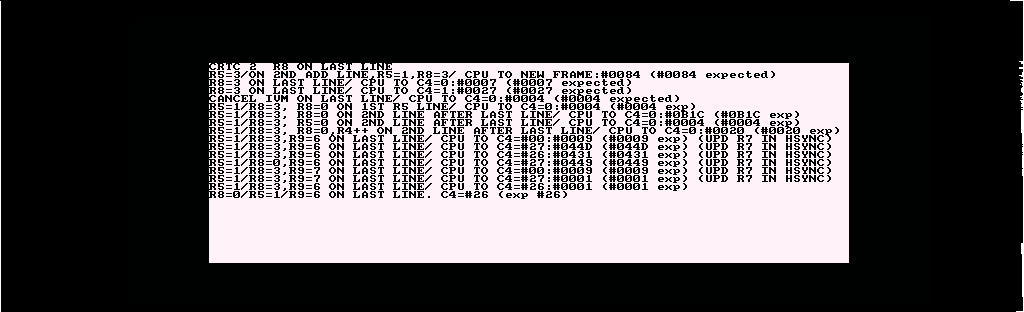 CRTC 2  R8 ON LAST LINE
R5=3/ON 2ND ADD LINE,R5=1,R8=3/ CPU TO NEW FRAME:#0084 (#0084 expected)
R8=3 ON LAST LINE/ CPU TO C4=0:#0007 (#0007 expected)
R8=3 ON LAST LINE/ CPU TO C4=1:#0027 (#0027 expected)
CANCEL IVM ON LAST LINE/ CPU TO C4=0:#0004 (#0004 expected)
R5=1/R8=3, R8=0 ON 1ST R5 LINE/ CPU TO C4=0:#0004 (#0004 exp)
R5=1/R8=3, R8=0 ON 2ND LINE AFTER LAST LINE/ CPU TO C4=0:#0B1C (#0B1C exp)
R5=1/R8=3, R5=0 ON 2ND LINE AFTER LAST LINE/ CPU TO C4=0:#0004 (#0004 exp)
R5=1/R8=3, R8=0,R4++ ON 2ND LINE AFTER LAST LINE/ CPU TO C4=0:#0020 (#0020 exp)
R5=1/R8=3,R9=6 ON LAST LINE/ CPU TO C4=#00:#0009 (#0009 exp) (UPD R7 IN HSYNC)
R5=1/R8=3,R9=6 ON LAST LINE/ CPU TO C4=#27:#044D (#044D exp) (UPD R7 IN HSYNC)
R5=1/R8=3,R9=6 ON LAST LINE/ CPU TO C4=#26:#0431 (#0431 exp) (UPD R7 IN HSYNC)
R5=1/R8=0,R9=6 ON LAST LINE/ CPU TO C4=#27:#0449 (#0449 exp) (UPD R7 IN HSYNC)
R5=1/R8=3,R9=7 ON LAST LINE/ CPU TO C4=#00:#0009 (#0009 exp) (UPD R7 IN HSYNC)
R5=1/R8=3,R9=7 ON LAST LINE/ CPU TO C4=#27:#0001 (#0001 exp) (UPD R7 IN HSYNC)
R5=1/R8=3,R9=6 ON LAST LINE/ CPU TO C4=#26:#0001 (#0001 exp)
R8=0/R5=1/R9=6 ON LAST LINE. C4=#26 (exp #26)